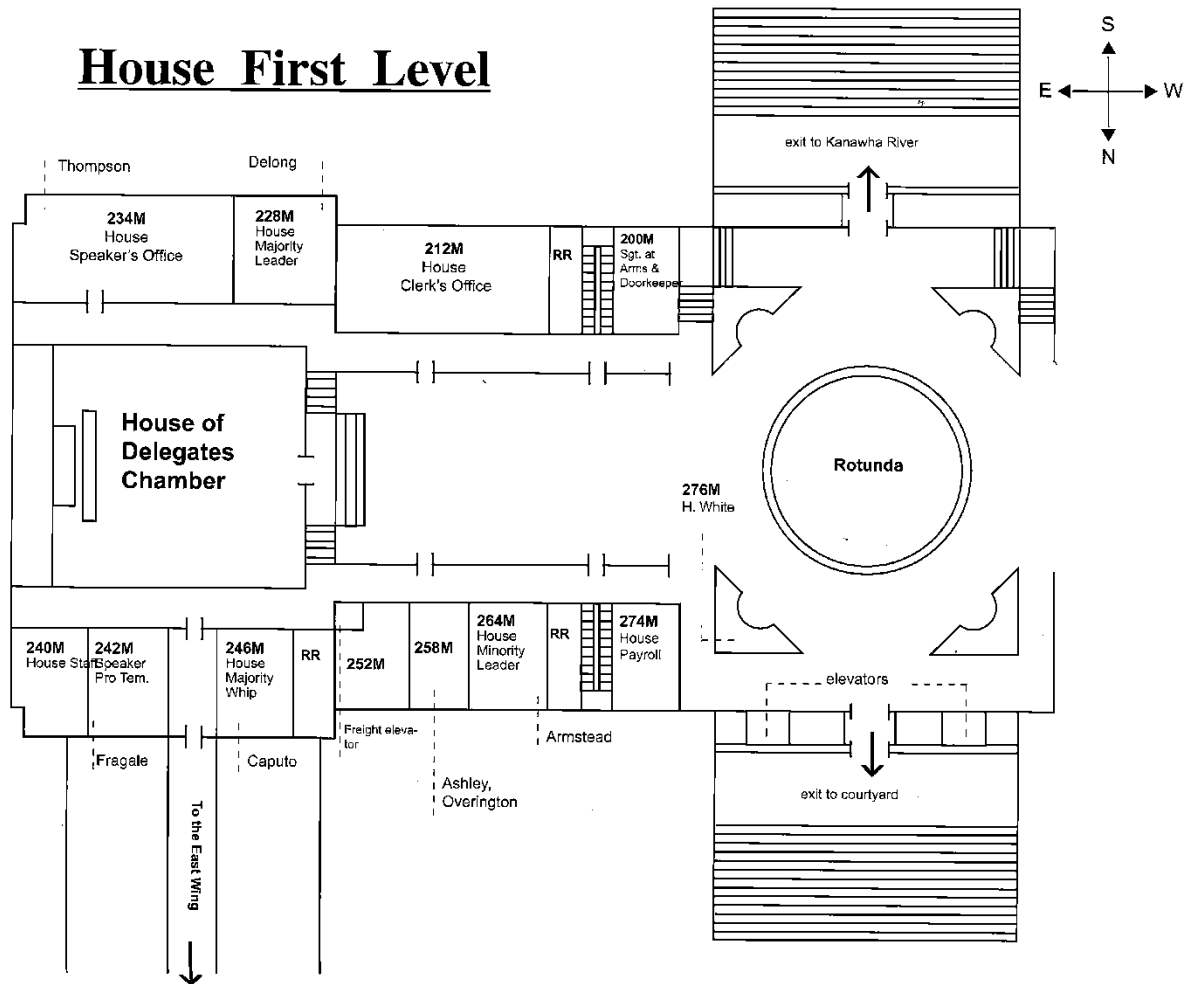 House First Level
S
E
W
N
exit to Kanawha River
Thompson
Delong
234M
House
Speaker's Office
228M
House
Majority
Leader
212M
House
Clerk's Office
RR
200M
Sgt. at
Arms &
Doorkeeper
House of
Delegates
Chamber
Rotunda
276M
H. White
240M
House Staff
242M
Speaker
Pro Tem.
246M
House
Majority
Whip
RR
252M
258M
264M
House
Minority
Leader
RR
274M
House
Payroll
elevators
Fragale
Caputo
Freight eleva-
tor
Armstead
Ashley,
Overington
exit to courtyard
To the East Wing